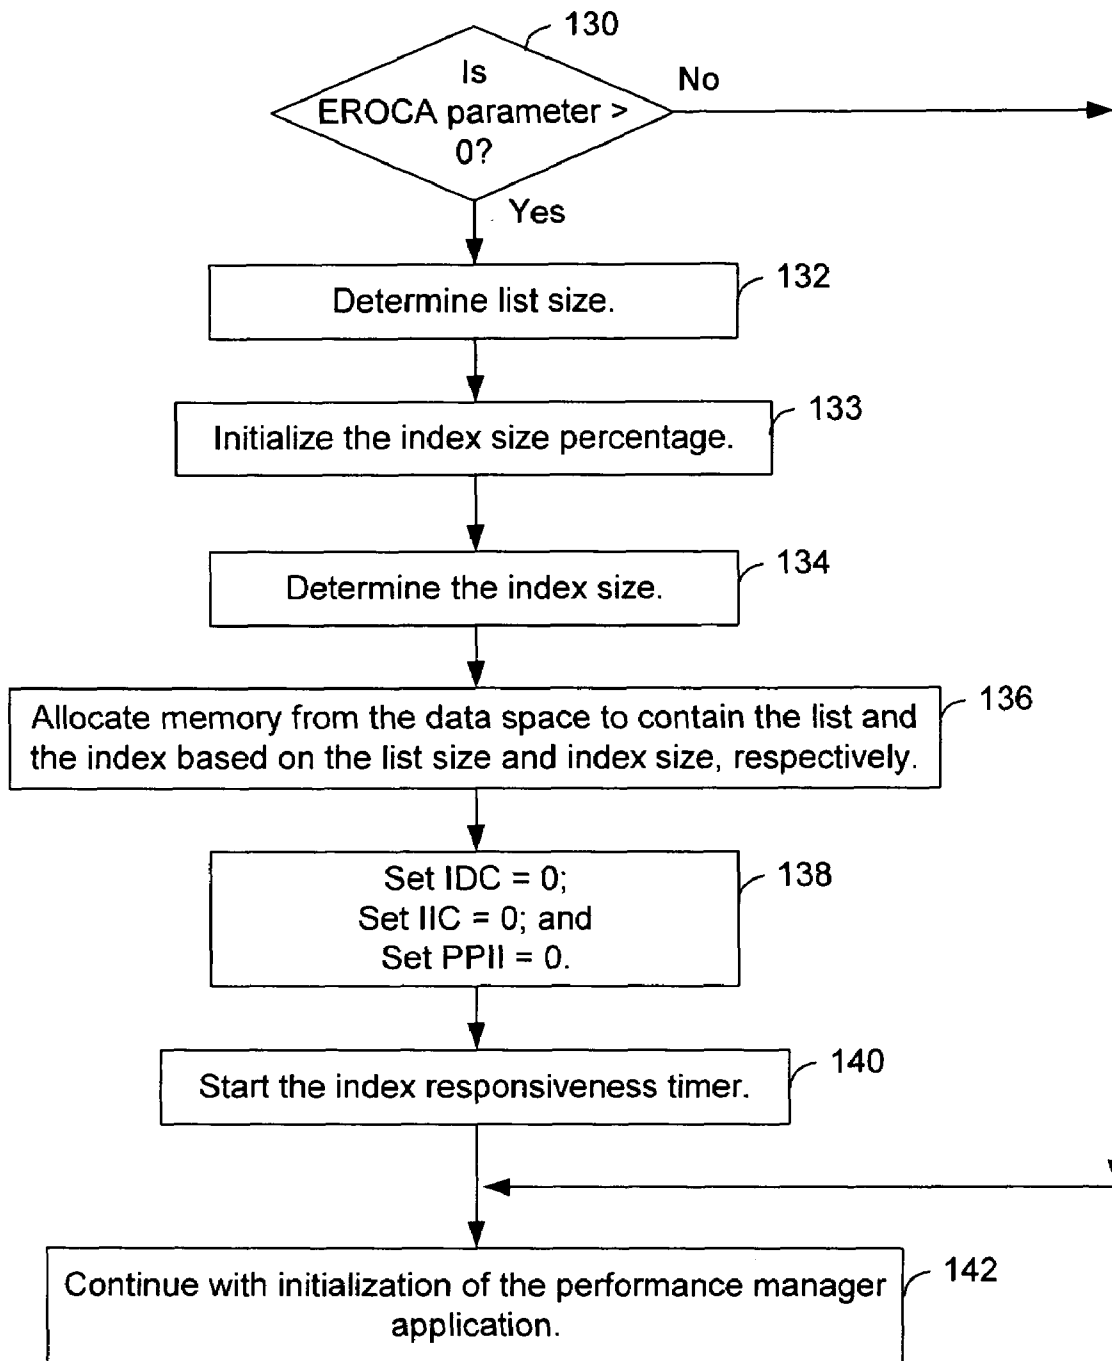 130
Is
EROCA parameter >
0?
No
Yes
Determine list size.
132
Initialize the index size percentage.
133
Determine the index size.
134
Allocate memory from the data space to contain the list and
the index based on the list size and index size, respectively.
136
Set IDC = 0;
Set IIC = 0; and
Set PPII = 0.
138
Start the index responsiveness timer.
140
Continue with initialization of the performance manager
application.
142